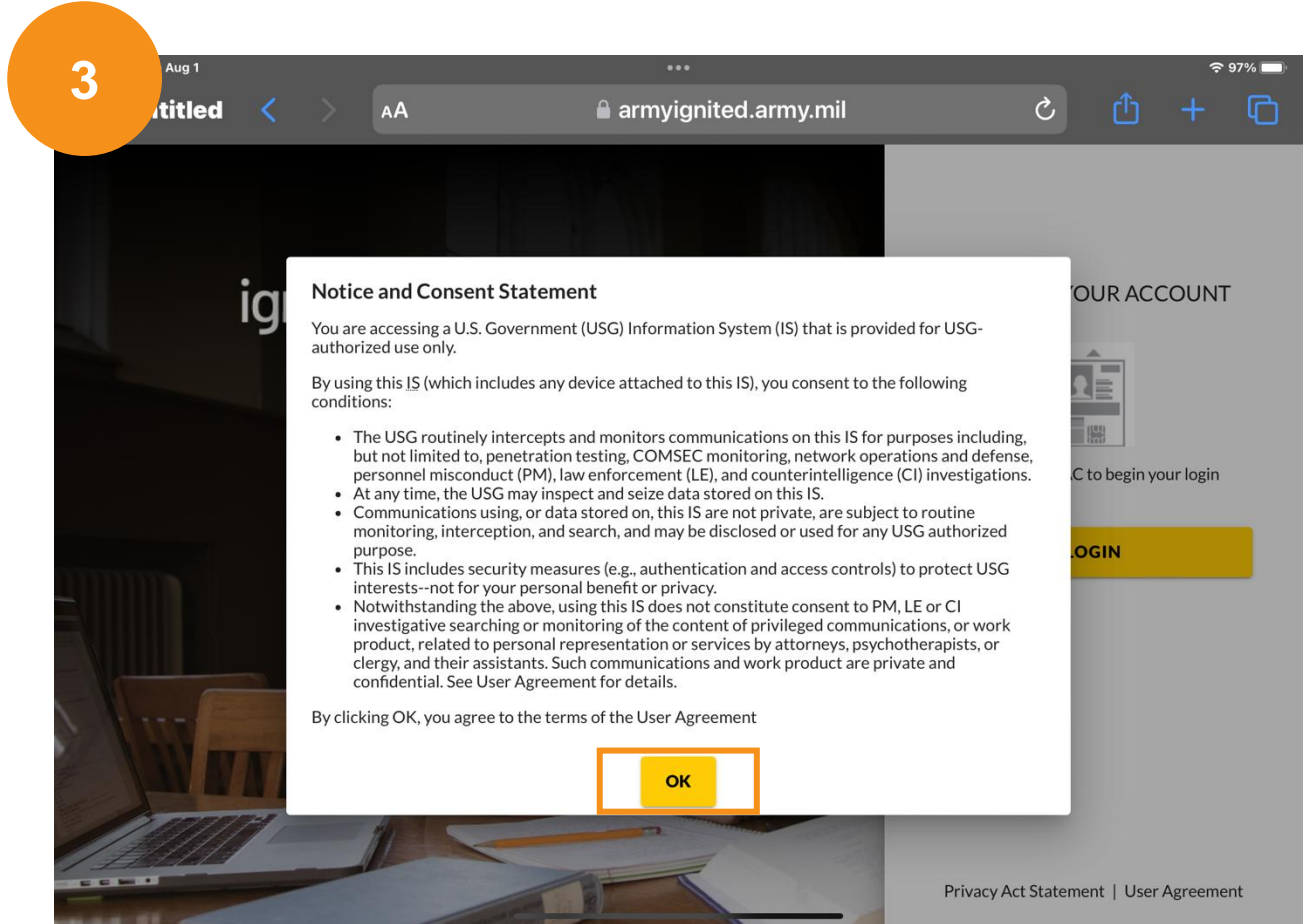 3
Aug 1
97%
titled
AA
armyignited.army.mil
ig
Notice and Consent Statement
You are accessing a U.S. Government (USG) Information System (IS) that is provided for USG-
authorized use only.
By using this IS (which includes any device attached to this IS), you consent to the following
conditions:
• The USG routinely intercepts and monitors communications on this IS for purposes including,
but not limited to, penetration testing, COMSEC monitoring, network operations and defense,
personnel misconduct (PM), law enforcement (LE), and counterintelligence (CI) investigations.
• At any time, the USG may inspect and seize data stored on this IS.
• Communications using, or data stored on, this IS are not private, are subject to routine
monitoring, interception, and search, and may be disclosed or used for any USG authorized
purpose.
• This IS includes security measures (e.g., authentication and access controls) to protect USG
interests--not for your personal benefit or privacy.
• Notwithstanding the above, using this IS does not constitute consent to PM, LE or CI
investigative searching or monitoring of the content of privileged communications, or work
product, related to personal representation or services by attorneys, psychotherapists, or
clergy, and their assistants. Such communications and work product are private and
confidential. See User Agreement for details.
By clicking OK, you agree to the terms of the User Agreement
OK
OUR ACCOUNT
C to begin your login
OGIN
Privacy Act Statement | User Agreement